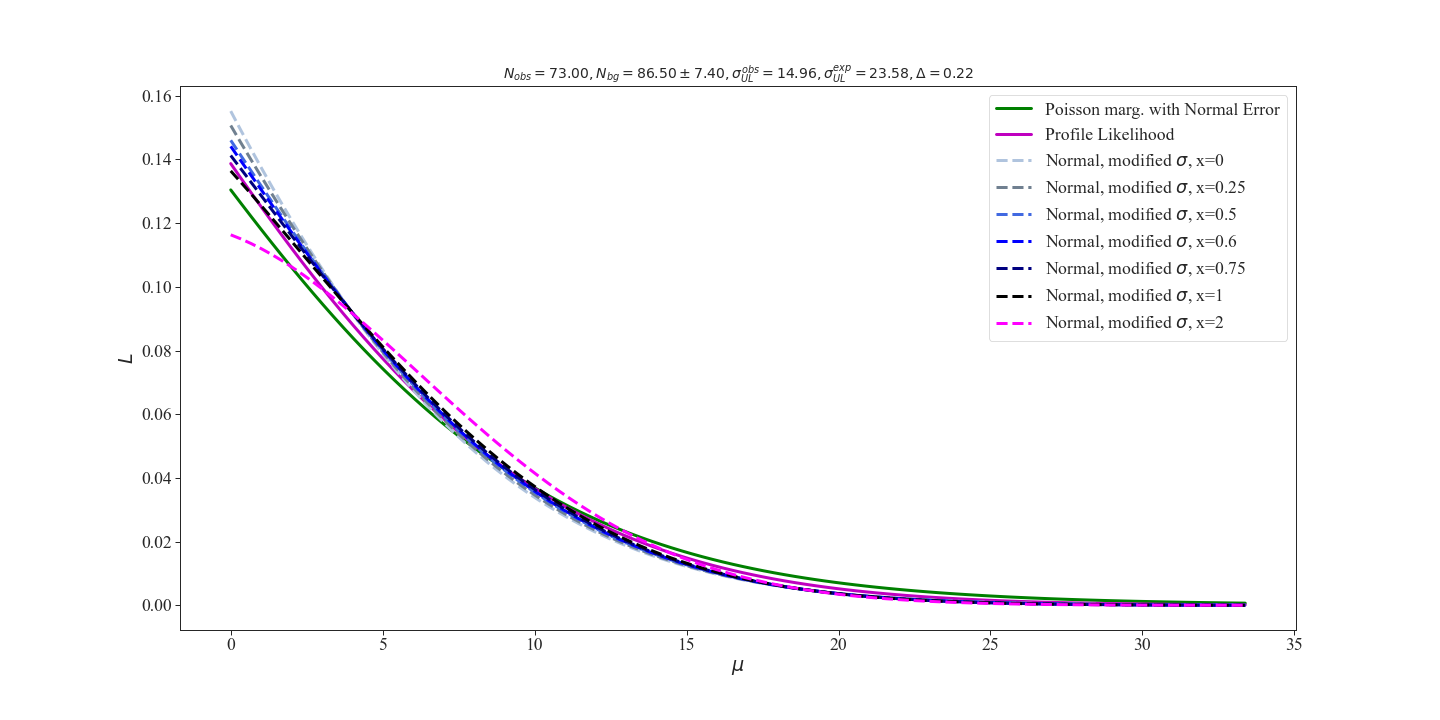 $N_{obs} = 73.00, N_{bg} = 86.50 \pm 7.40, \sigma_{UL}^{obs} = 14.96, \sigma_{UL}^{exp} = 23.58, \Delta = 0.22$
0.16
0.14
0.12
0.10
0.08
0.06
0.04
0.02
0.00
L
Poisson marg. with Normal Error
Profile Likelihood
Normal, modified σ, x=0
Normal, modified σ, x=0.25
Normal, modified σ, x=0.5
Normal, modified σ, x=0.6
Normal, modified σ, x=0.75
Normal, modified σ, x=1
Normal, modified σ, x=2
0 5 10 15 20 25 30 35
μ